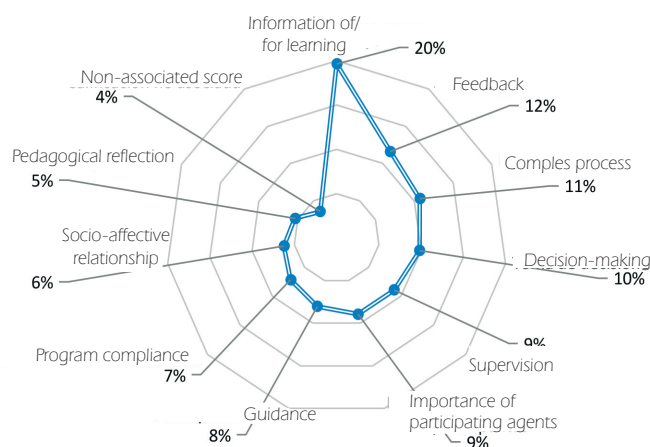 Information of/
for learning
20%
Feedback
12%
Comples process
11%
Decision-making
10%
9%
Supervision
Importance of
participating agents
9%
Guidance
8%
Program compliance
7%
Socio-affective
relationship
6%
Pedagogical reflection
5%
Non-associated score
4%